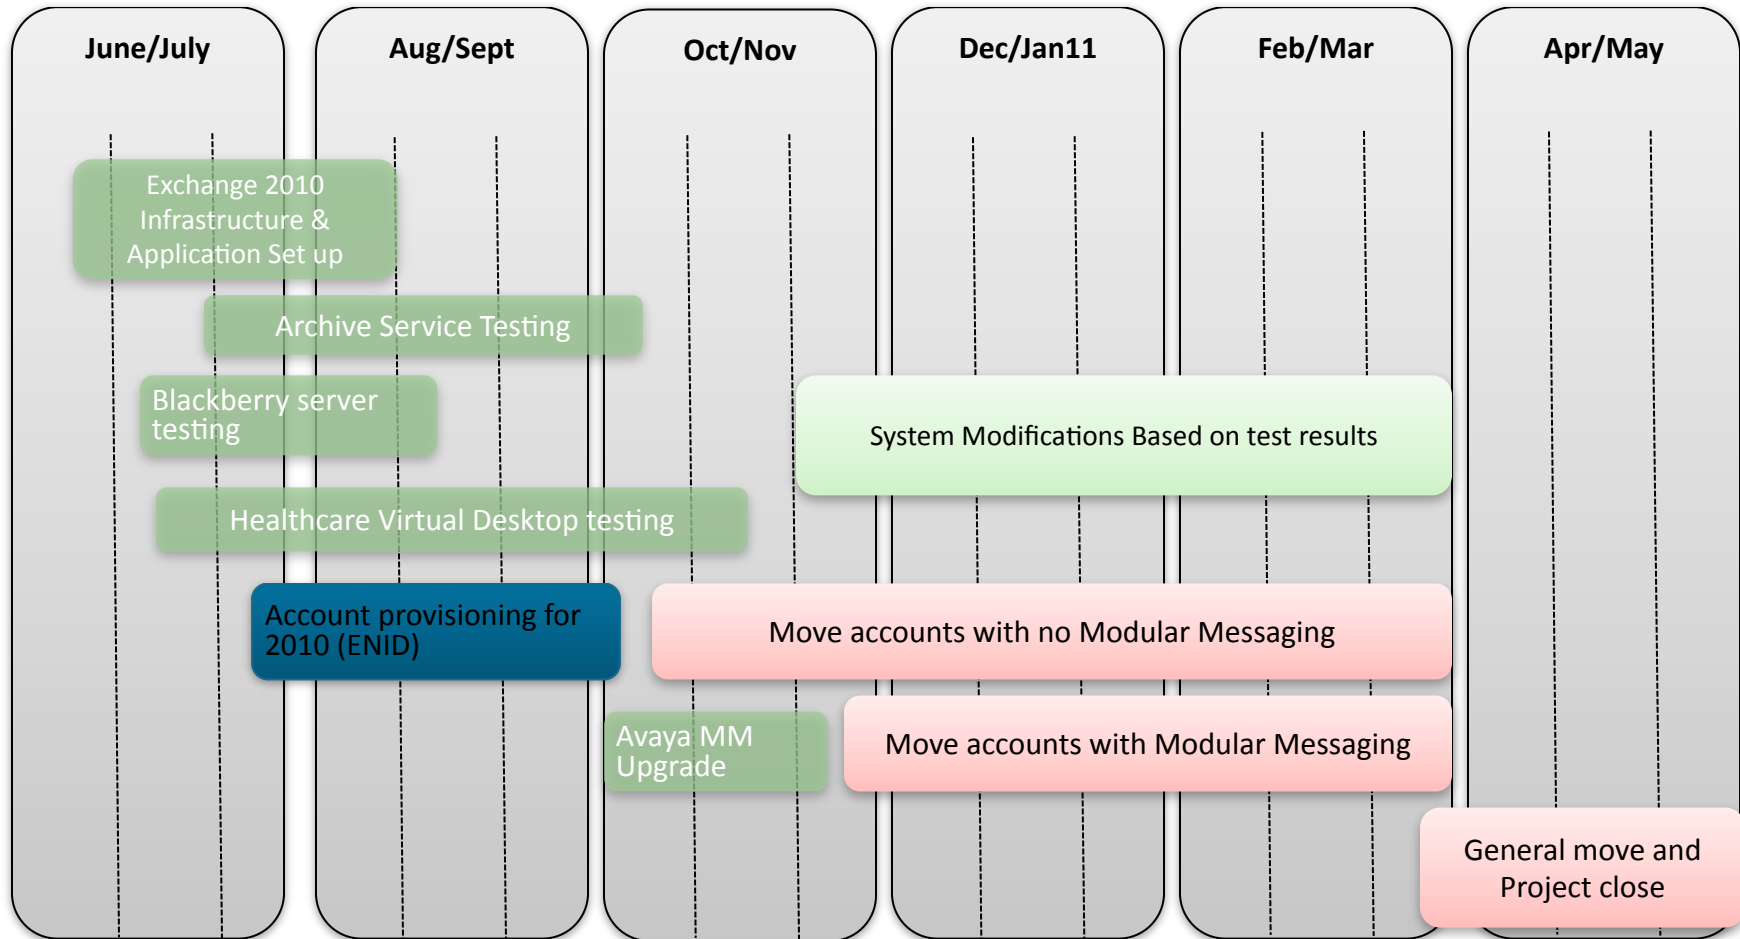 June/July
Aug/Sept
Oct/Nov
Dec/Jan11
Feb/Mar
Apr/May
Exchange 2010
Infrastructure &
Application Set up
Archive Service Testing
Blackberry server
testing
System Modifications Based on test results
Healthcare Virtual Desktop testing
Account provisioning for
2010 (ENID)
Move accounts with no Modular Messaging
Avaya MM
Upgrade
Move accounts with Modular Messaging
General move and
Project close